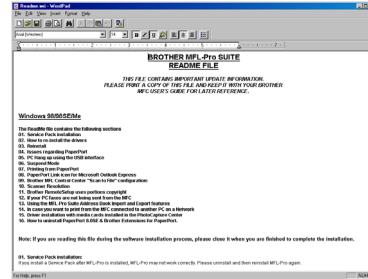 Readme.wri - WordPad
File Edit View Insert Format Help
Arial (Western) 14
BROTHER MFL-Pro SUITE
README FILE
THIS FILE CONTAINS IMPORTANT UPDATE INFORMATION.
PLEASE PRINT A COPY OF THIS FILE AND KEEP IT WITH YOUR BROTHER
MFC USER'S GUIDE FOR LATER REFERENCE.
Windows 98/98SE/Me
The ReadMe file contains the following sections
01. Service Pack installation
02. How to re-install the drivers
03. Reinstall
04. Issues regarding PaperPort
05. PC Hang up using the USB interface
06. Suspend Mode
07. Printing from PaperPort
08. PaperPort Link icon for Microsoft Outlook Express
09. Brother MFL Control Center "Scan to File" configuration:
10. Scanner Resolution
11. Brother RemoteSetup uses portions copyright
12. If your PC faxes are not being sent from the MFC
13. Using the MFL-Pro Suite Address Book Import and Export features
14. In case you want to print from the MFC connected to another PC on a Network
15. Driver installation with media cards installed in the PhotoCapture Center
16. How to uninstall PaperPort 8.0SE & Brother Extensions for PaperPort.
Note: If you are reading this file during the software installation process, please close it when you are finished to complete the installation.
01. Service Pack installation:
If you install a Service Pack after MFL-Pro is installed, MFL-Pro may not work correctly. Please uninstall and then reinstall MFL-Pro again.
For Help, press F1
NUM